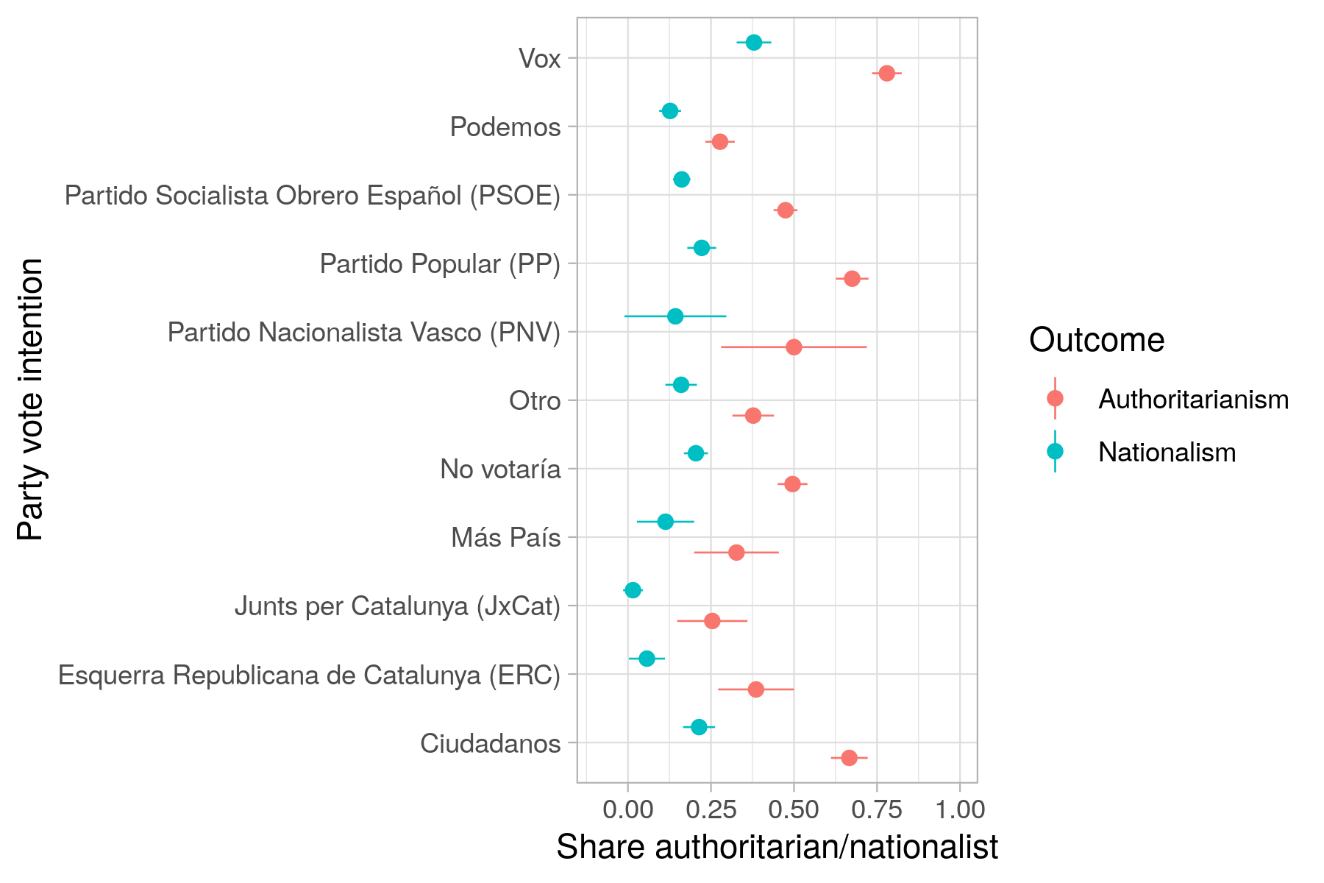 Vox
Podemos
Partido Socialista Obrero Español (PSOE)
Partido Popular (PP)
Partido Nacionalista Vasco (PNV)
Otro
No votaría
Más País
Junts per Catalunya (JxCat)
Esquerra Republicana de Catalunya (ERC)
Ciudadanos
Party vote intention
0.00 0.25 0.50 0.75 1.00
Share authoritarian/nationalist
Outcome
Authoritarianism
Nationalism